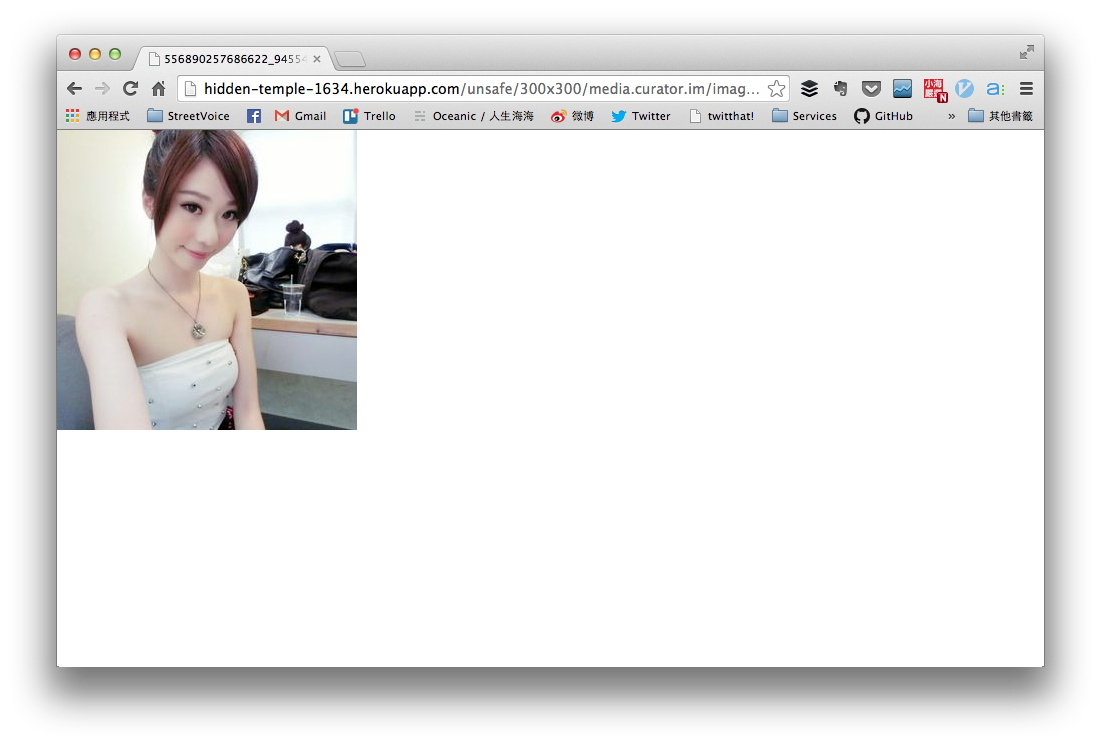 556890257686622_9455
hidden-temple-1634.herokuapp.com/unsafe/300x300/media.curator.im/imag...
應用程式 StreetVoice Gmail Trello Oceanic / 人生海海 微博 Twitter twitthat! Services GitHub » 其他書籤